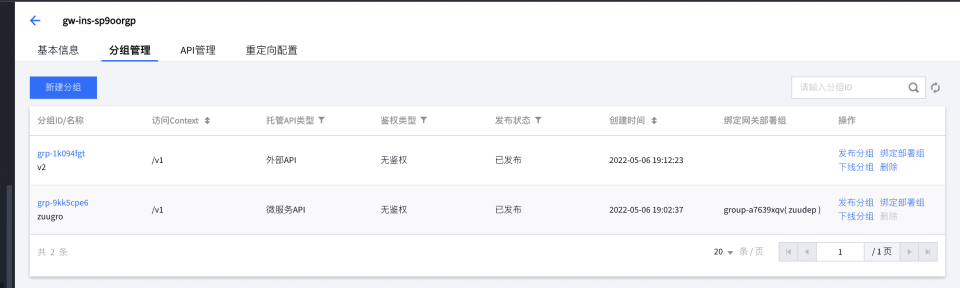 gw-ins-sp9oorgp
基本信息 分组管理 API管理 重定向配置
新建分组 请输入分组ID
分组ID/名称 访问Context 托管API类型 鉴权类型 发布状态 创建时间 绑定网关部署组 操作
grp-1k094fgt
v2
/v1 外部API 无鉴权 已发布 2022-05-06 19:12:23
发布分组 绑定部署组
下线分组 删除
grp-9kk5cpe6
zuugro
/v1 微服务API 无鉴权 已发布 2022-05-06 19:02:37 group-a7639xqv( zuudep )
发布分组 绑定部署组
下线分组 删除
共 2 条 20 条 / 页 1 / 1 页